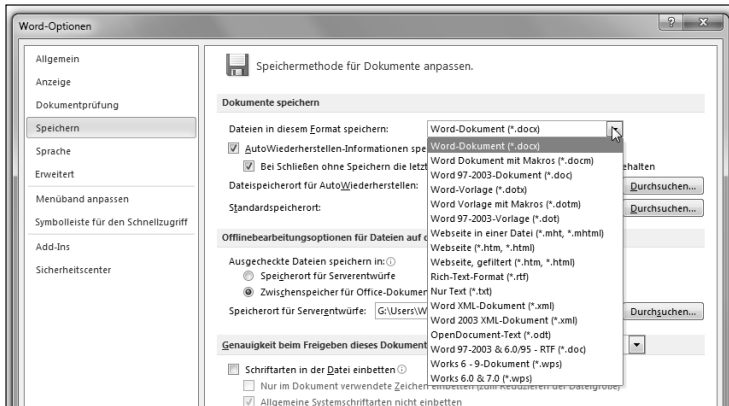 Word-Optionen
Allgemein
Anzeige
Dokumentprüfung
Speichern
Sprache
Erweitert
Menüband anpassen
Symbolleiste für den Schnellzugriff
Add-Ins
Sicherheitscenter
Speichermethode für Dokumente anpassen.
Dokumente speichern
Dateien in diesem Format speichern: Word-Dokument (*.docx)
AutoWiederherstellen-Informationen spe
Bei Schließen ohne Speichern die letzt ehalten
Dateispeicherort für AutoWiederherstellen: Durchsuchen...
Standardspeicherort: Durchsuchen...
Offlinebearbeitungsoptionen für Dateien auf
Ausgecheckte Dateien speichern in:
Speicherort für Serverentwürfe
Zwischenspeicher für Office-Dokumen
Speicherort für Serverentwürfe: G:\Users\W Durchsuchen...
Genauigkeit beim Freigeben dieses Dokument
Schriftarten in der Datei einbetten
Nur im Dokument verwendete Zeichen einbetten (zum Reduzieren der Dateigröße)
Allgemeine Systemschriftarten nicht einbetten
Word-Dokument (*.docx)
Word Dokument mit Makros (*.docm)
Word 97-2003-Dokument (*.doc)
Word-Vorlage (*.dotx)
Word Vorlage mit Makros (*.dotm)
Word 97-2003-Vorlage (*.dot)
Webseite in einer Datei (*.mht, *.mhtml)
Webseite (*.htm, *.html)
Webseite, gefiltert (*.htm, *.html)
Rich-Text-Format (*.rtf)
Nur Text (*.txt)
Word XML-Dokument (*.xml)
Word 2003 XML-Dokument (*.xml)
OpenDocument-Text (*.odt)
Word 97-2003 & 6.0/95 - RTF (*.doc)
Works 6 - 9-Dokument (*.wps)
Works 6.0 & 7.0 (*.wps)